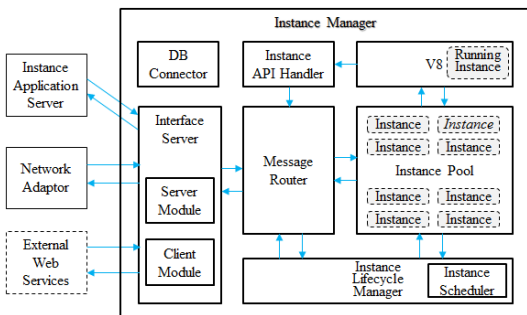 Instance Manager
Instance
Application
Server
Network
Adaptor
External
Web
Services
DB
Connector
Interface
Server
Server
Module
Client
Module
Instance
API Handler
Message
Router
V8
Running
Instance
Instance
Instance
Instance
Instance
Instance Pool
Instance
Instance
Instance
Instance
Instance
Lifecycle
Manager
Instance
Scheduler